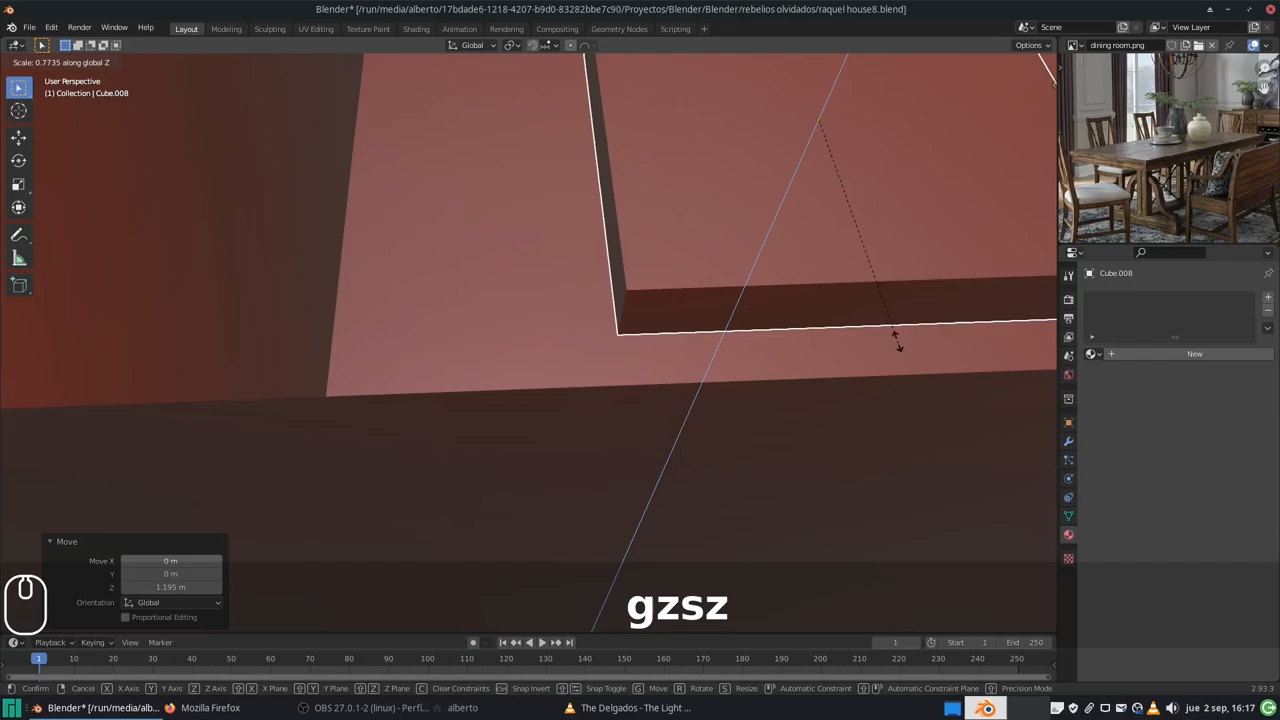 Blender* [/run/media/alberto/17bdade6-1218-4207-b9d0-83282bbe7c90/Proyectos/Blender/Blender/rebelios olvidados/raquel house8.blend]
File Edit Render Window Help Layout Modeling Sculpting UV Editing Texture Paint Shading Animation Rendering Compositing Geometry Nodes Scripting Scene View Layer
Global Options dining room.png
Scale: 0.7735 along global Z
User Perspective
(1) Collection | Cube.008
Cube.008
New
Move
Move X 0 m
Y 0 m
Z 1.195 m
Orientation Global
Proportional Editing
gzsz
Playback Keying View Marker 1 Start 1 End 250
1 10 20 30 40 50 60 70 80 90 100 110 120 130 140 150 160 170 180 190 200 210 220 230 240 250
Confirm Cancel X X Axis Y Y Axis Z Z Axis X X Plane Y Y Plane Z Z Plane C Clear Constraints Snap Invert Snap Toggle G Move R Rotate S Resize Automatic Constraint Automatic Constraint Plane Precision Mode 2.93.3
Blender* [/run/media/alb... Mozilla Firefox OBS 27.0.1-2 (linux) - Perfil:... alberto The Delgados - The Light ... jue 2 sep, 16:17